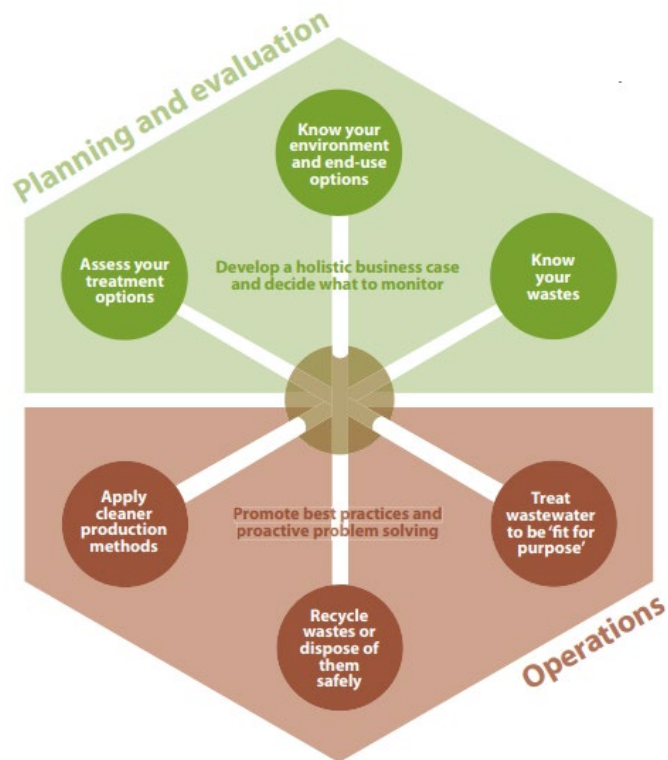 Planning and evaluation
Know your
environment
and end-use
options
Assess your
treatment
options
Develop a holistic business case
and decide what to monitor
Know
your
wastes
Apply
cleaner
production
methods
Promote best practices and
proactive problem solving
Treat
wastewater
to be ‘fit for
purpose’
Recycle
wastes or
dispose of
them
safely
Operations